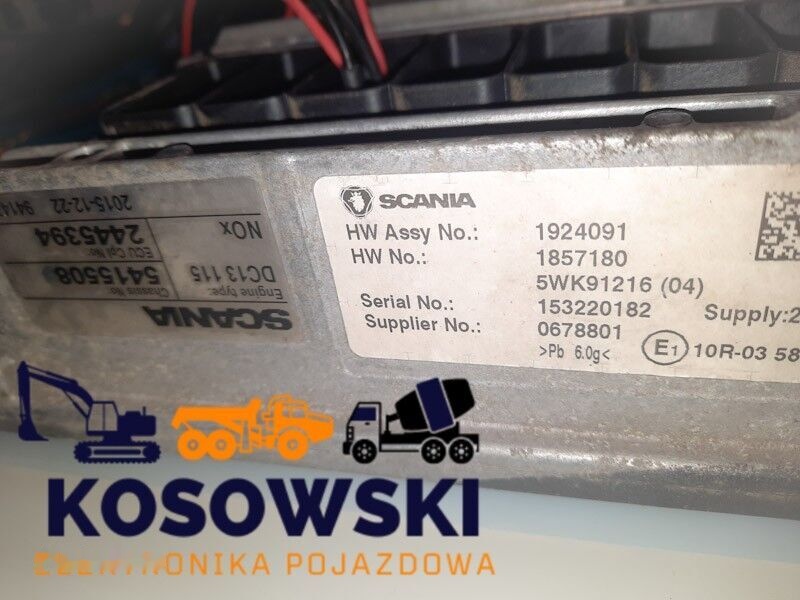 SCANIA
HW Assy No.: 1924091
HW No.: 1857180
5WK91216 (04)
Serial No.: 153220182 Supply:2
Supplier No.: 0678801
>Pb 6.0g< E1 10R-03 58
SCANIA
Engine type: Chassis No
DC13 115 5415508
ECU Col No
NOx 2445394
2015-12-22 9414
KOSOWSKI
POJAZDOWA